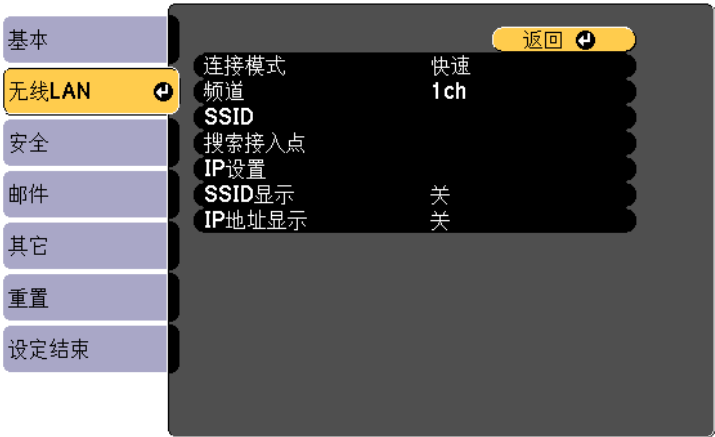 基本
无线LAN
安全
邮件
其它
重置
设定结束
返回
连接模式 快速
频道 1ch
SSID
搜索接入点
IP设置
SSID显示 关
IP地址显示 关